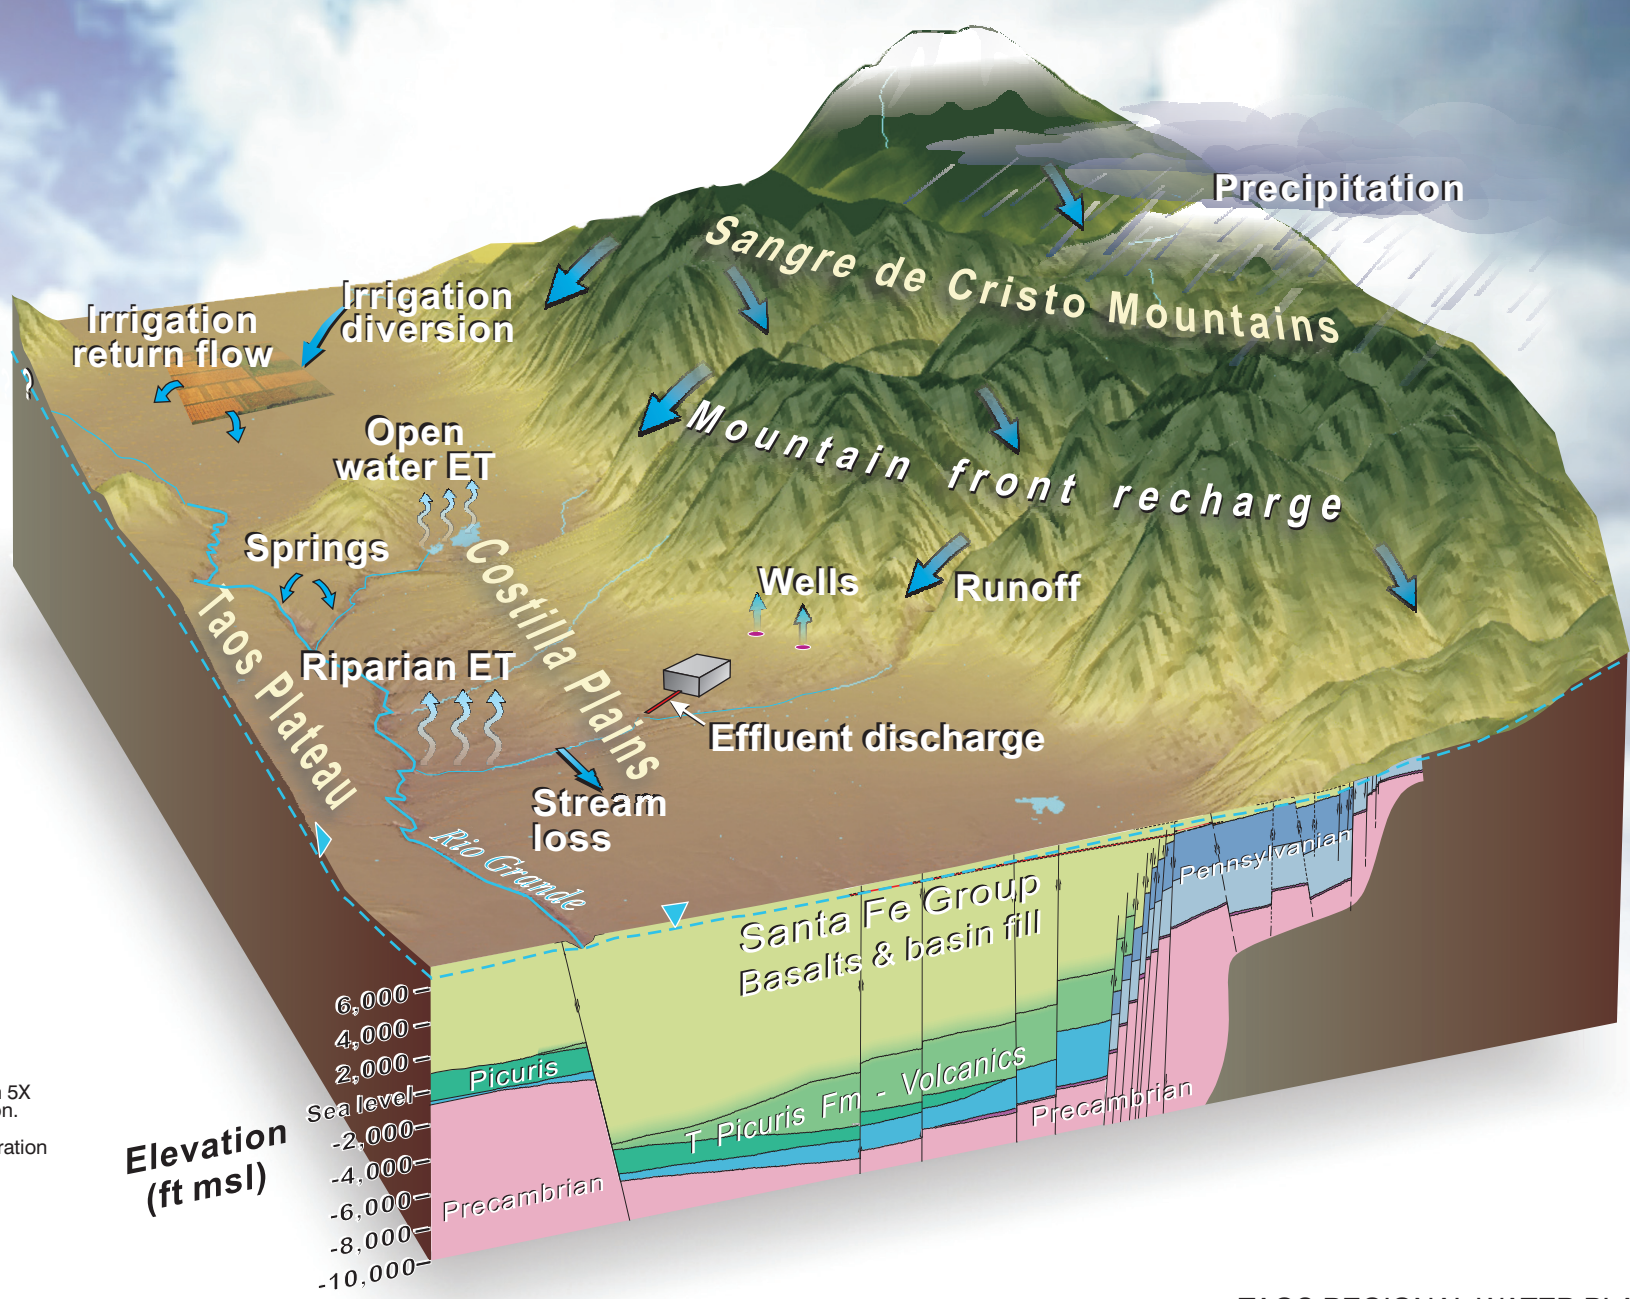 Precipitation
Sangre de Cristo Mountains
Irrigation
diversion
Irrigation
return flow
?
Mountain front recharge
Open
water ET
Springs
Costilla Plains
Wells
Runoff
Taos Plateau
Riparian ET
Effluent discharge
Stream
loss
Rio Grande
Pennsylvanian
Santa Fe Group
Basalts & basin fill
6,000
4,000
2,000
Sea level
-2,000
-4,000
-6,000
-8,000
-10,000
Elevation
(ft msl)
Picuris
T Picuris Fm - Volcanics
Precambrian
Precambrian
5X